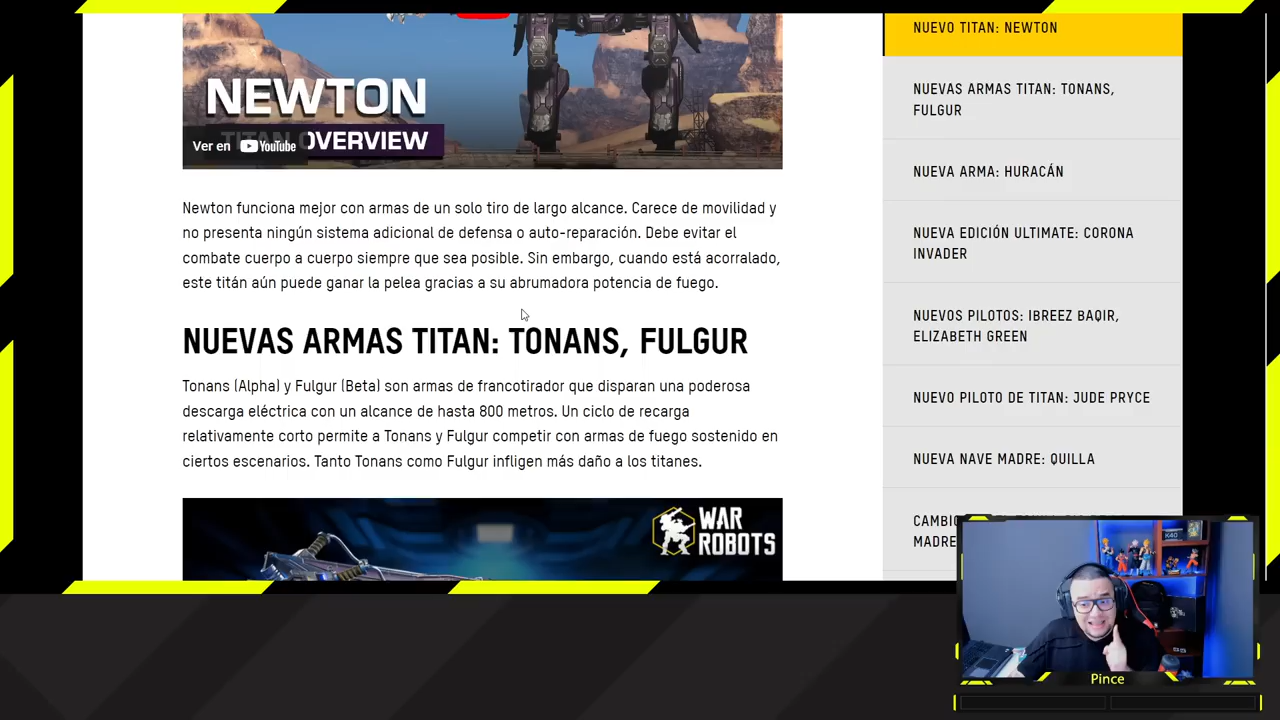 NEWTON
TITAN OVERVIEW
Ver en YouTube
Newton funciona mejor con armas de un solo tiro de largo alcance. Carece de movilidad y
no presenta ningún sistema adicional de defensa o auto-reparación. Debe evitar el
combate cuerpo a cuerpo siempre que sea posible. Sin embargo, cuando está acorralado,
este titán aún puede ganar la pelea gracias a su abrumadora potencia de fuego.
NUEVAS ARMAS TITAN: TONANS, FULGUR
Tonans (Alpha) y Fulgur (Beta) son armas de francotirador que disparan una poderosa
descarga eléctrica con un alcance de hasta 800 metros. Un ciclo de recarga
relativamente corto permite a Tonans y Fulgur competir con armas de fuego sostenido en
ciertos escenarios. Tanto Tonans como Fulgur infligen más daño a los titanes.
WAR
ROBOTS
NUEVO TITAN: NEWTON
NUEVAS ARMAS TITAN: TONANS,
FULGUR
NUEVA ARMA: HURACÁN
NUEVA EDICIÓN ULTIMATE: CORONA
INVADER
NUEVOS PILOTOS: IBREEZ BAQIR,
ELIZABETH GREEN
NUEVO PILOTO DE TITAN: JUDE PRYCE
NUEVA NAVE MADRE: QUILLA
MADRE
K40
Pince